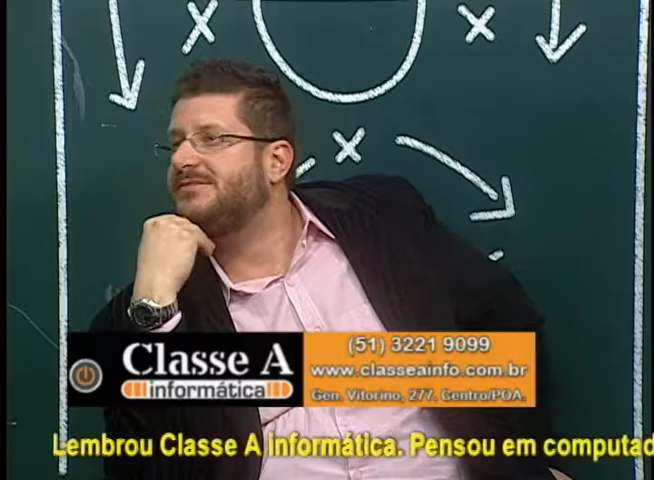 Classe A
informática
(51) 3221 9099
www.classeainfo.com.br
Gen. Vitorino, 277, Centro/POA.
Lembrou Classe A Informática. Pensou em computad